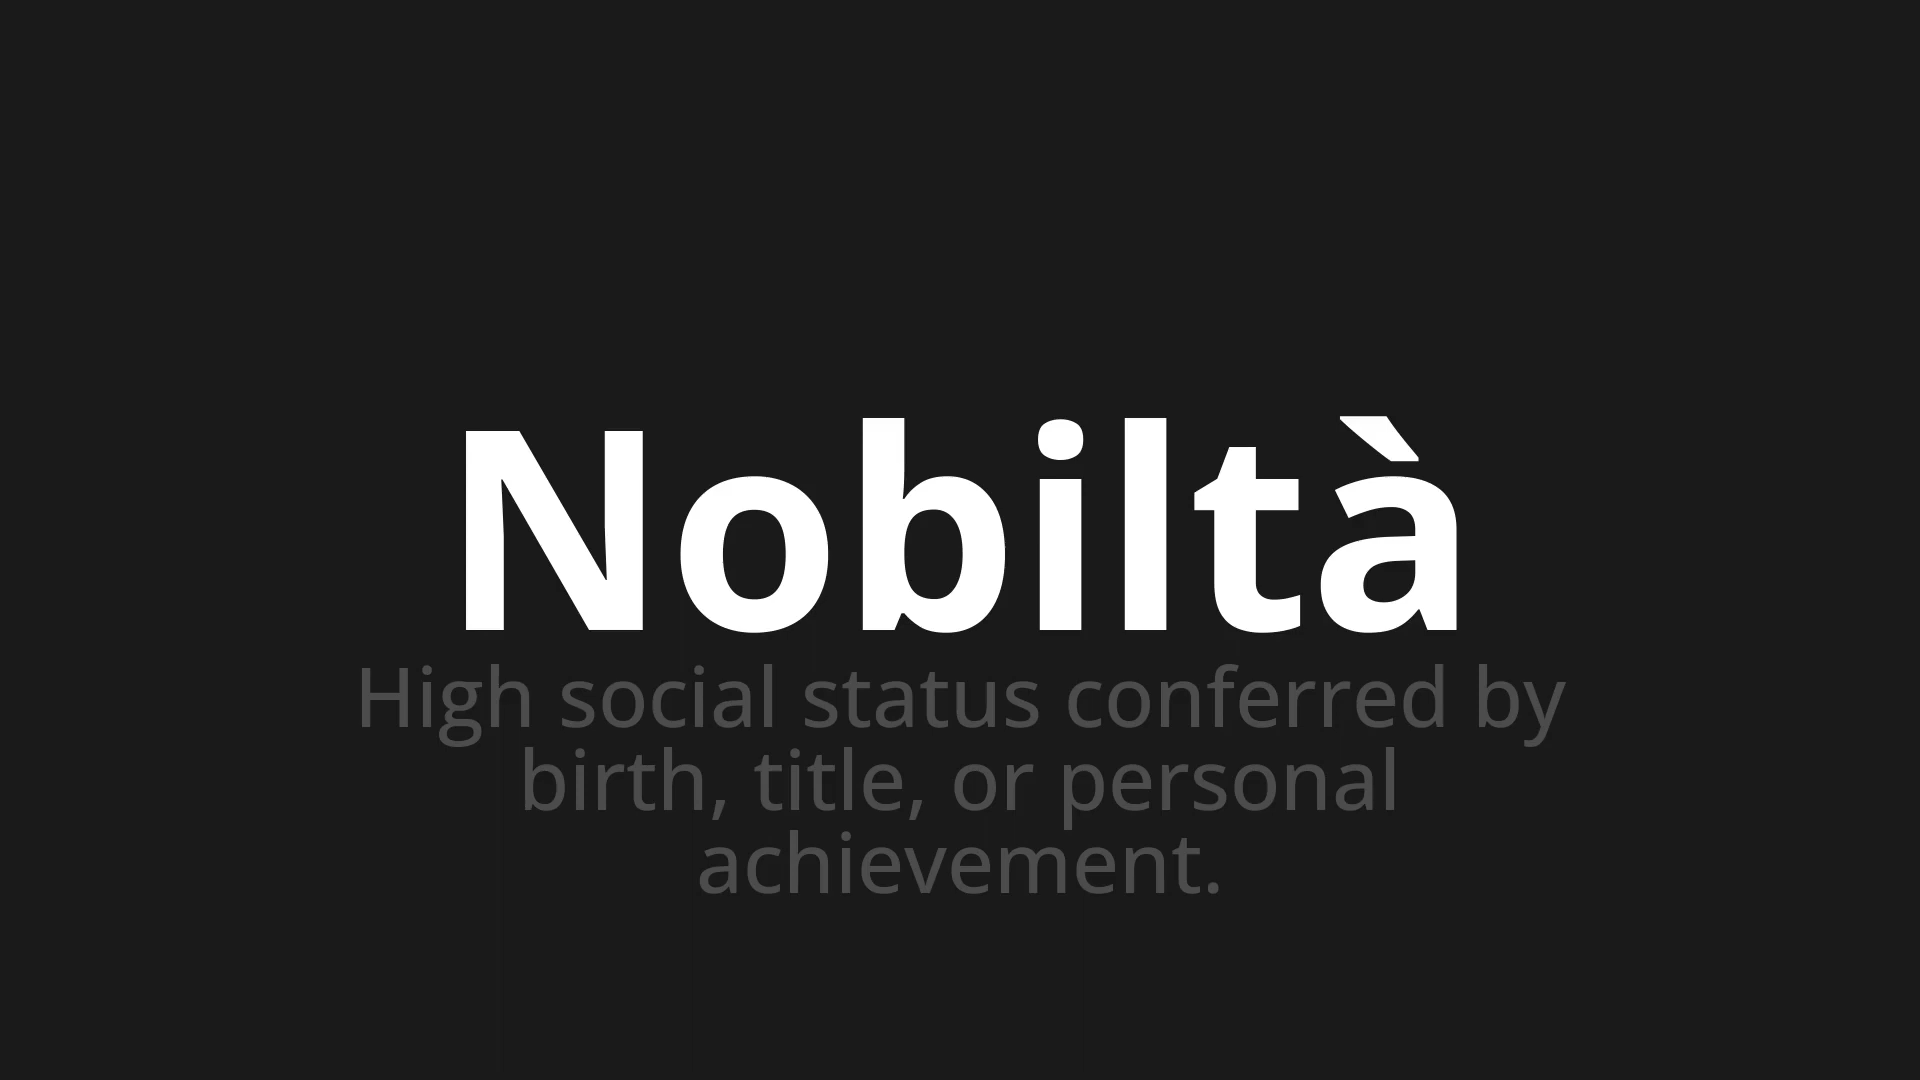 Nobiltà
High social status conferred by
birth, title, or personal
achievement.